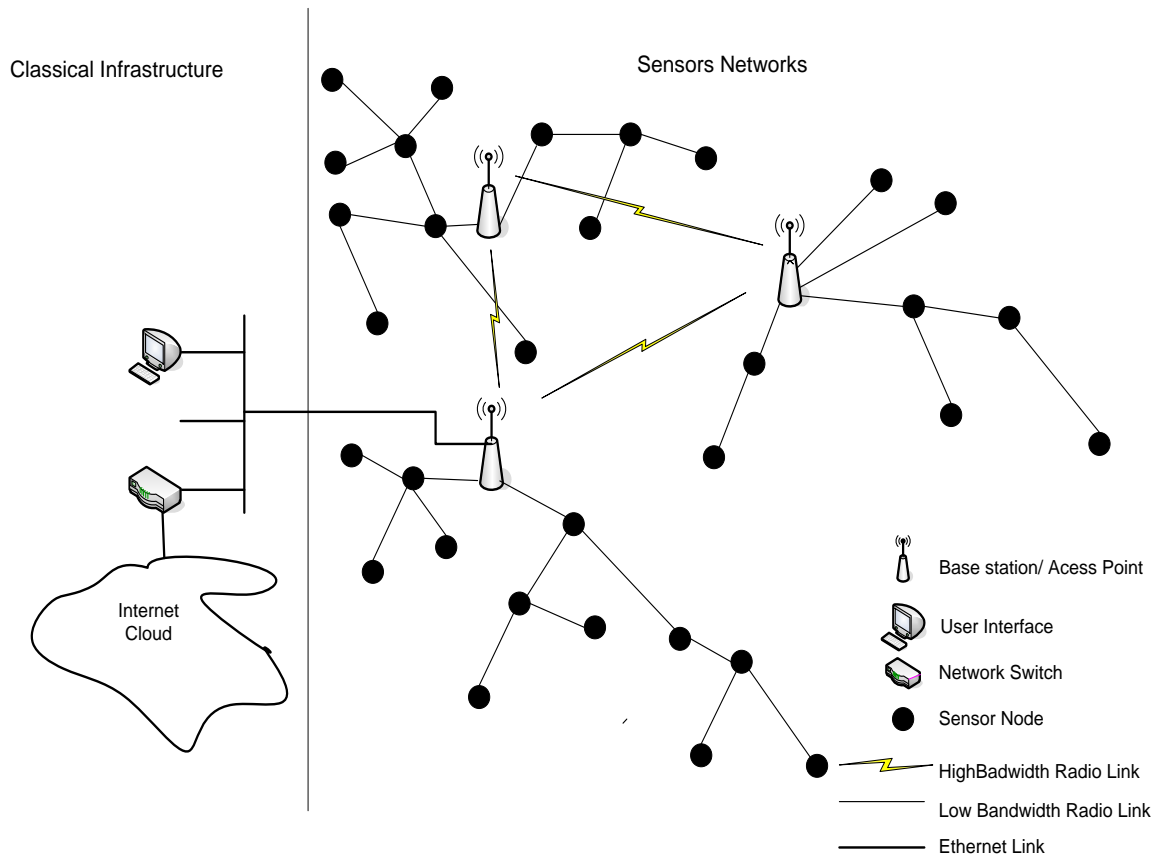 Classical Infrastructure
Sensors Networks
Internet
Cloud
Base station/ Acess Point
User Interface
Network Switch
Sensor Node
HighBadwidth Radio Link
Low Bandwidth Radio Link
Ethernet Link